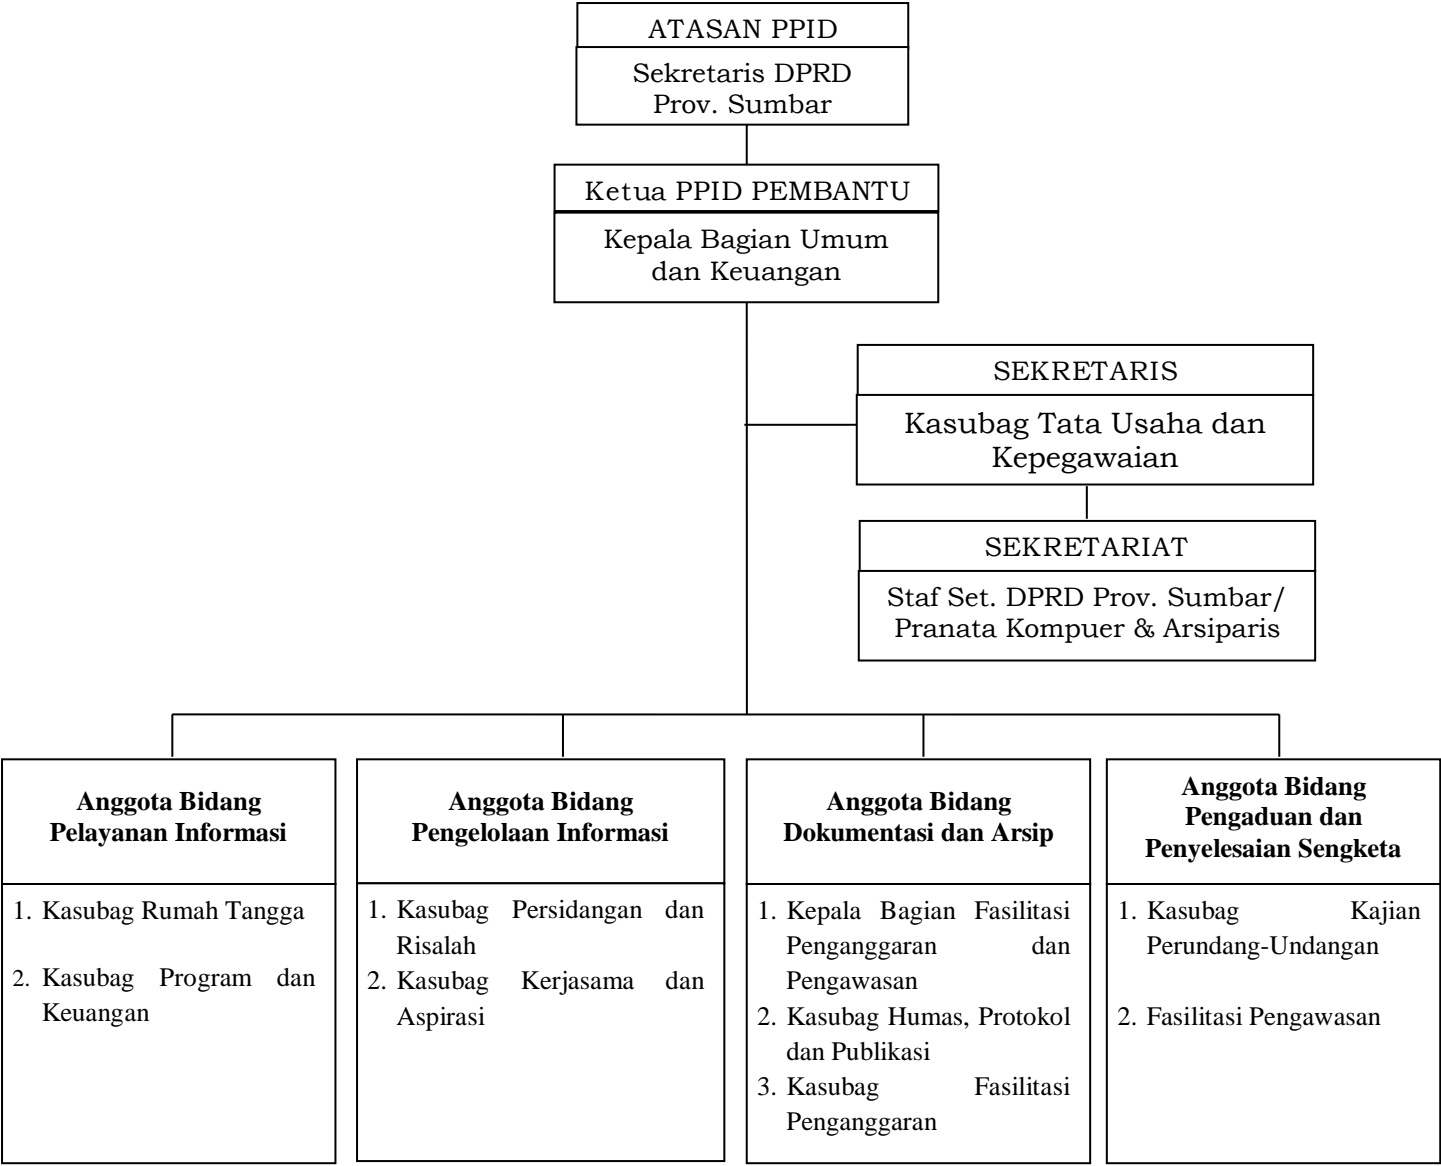 ATASAN PPID
Sekretaris DPRD
Prov. Sumbar
Ketua PPID PEMBANTU
Kepala Bagian Umum
dan Keuangan
SEKRETARIS
Kasubag Tata Usaha dan
Kepegawaian
SEKRETARIAT
Staf Set. DPRD Prov. Sumbar/
Pranata Kompuer & Arsiparis
Anggota Bidang
Pelayanan Informasi
1. Kasubag Rumah Tangga
2. Kasubag Program dan
Keuangan
Anggota Bidang
Pengelolaan Informasi
1. Kasubag Persidangan dan
Risalah
2. Kasubag Kerjasama dan
Aspirasi
Anggota Bidang
Dokumentasi dan Arsip
1. Kepala Bagian Fasilitasi
Penganggaran dan
Pengawasan
2. Kasubag Humas, Protokol
dan Publikasi
3. Kasubag Fasilitasi
Penganggaran
Anggota Bidang
Pengaduan dan
Penyelesaian Sengketa
1. Kasubag Kajian
Perundang-Undangan
2. Fasilitasi Pengawasan